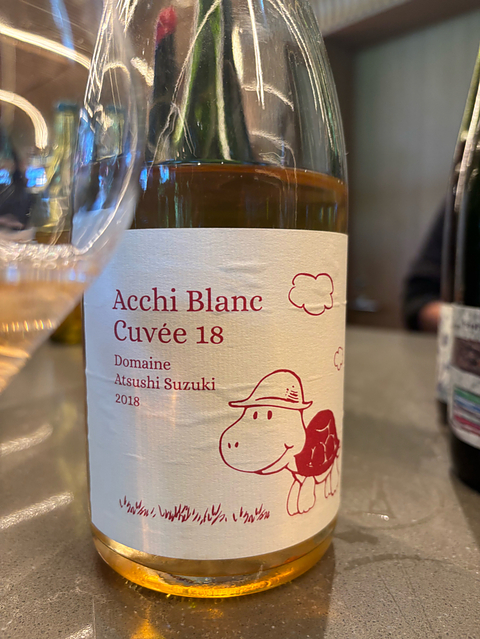 Acchi Blanc
Cuvée 18
Domaine
Atsushi Suzuki
2018